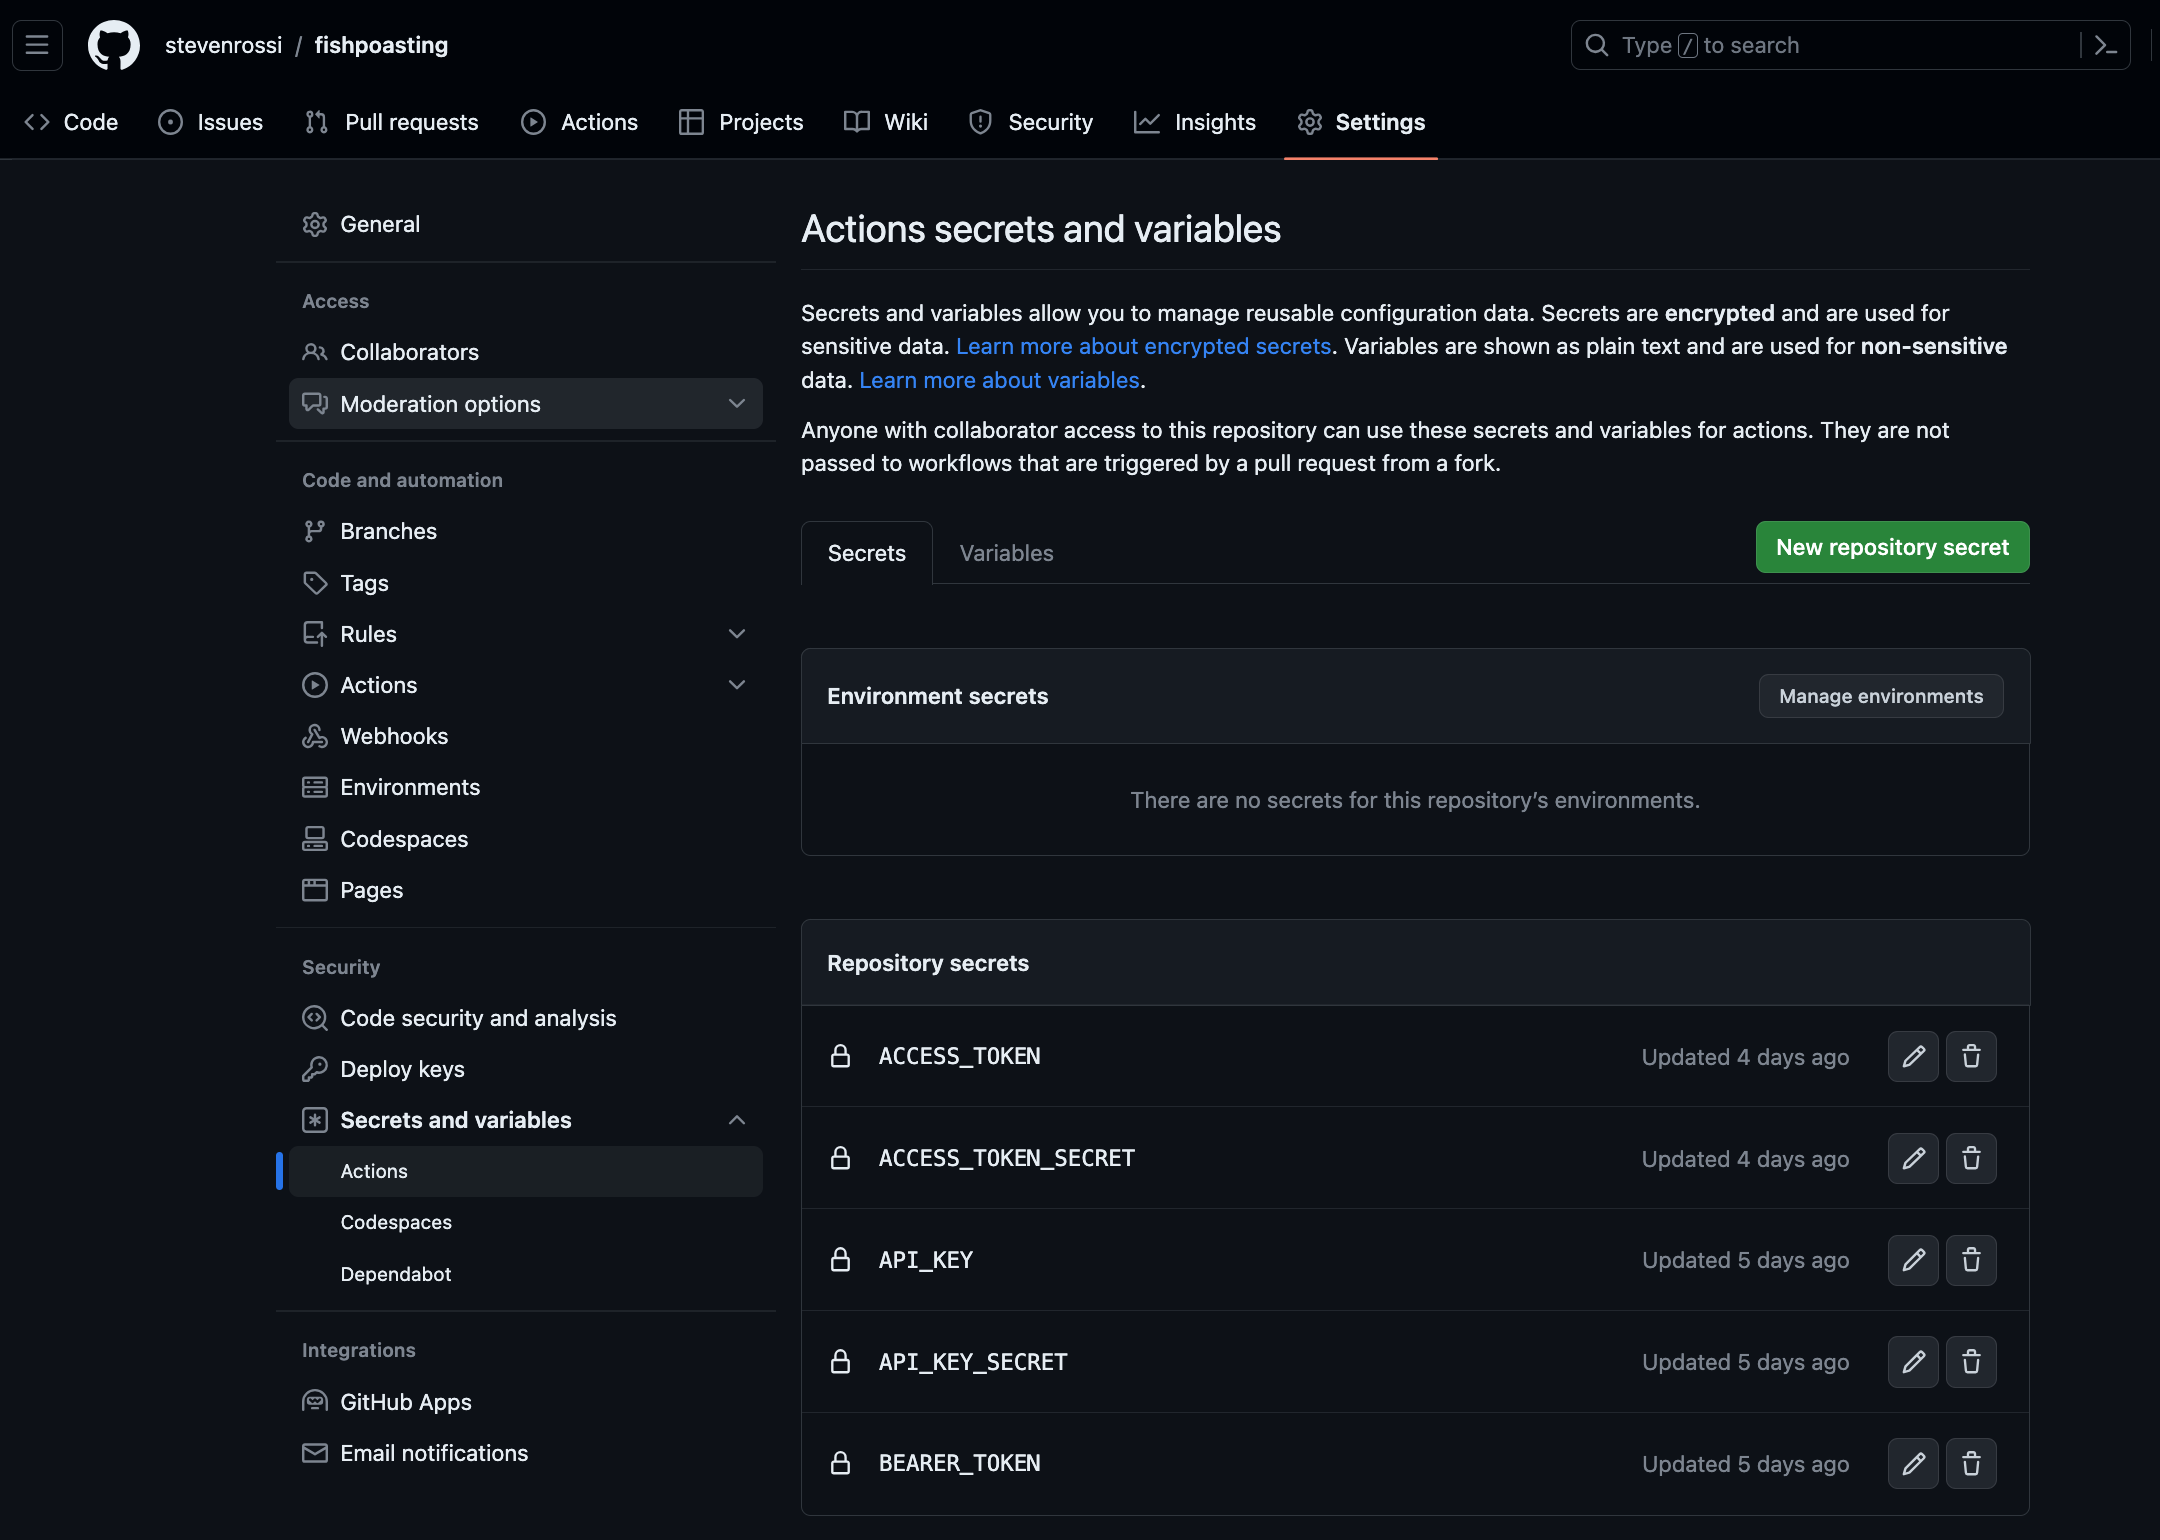 stevenrossi / fishpoasting
Type / to search
Code Issues Pull requests Actions Projects Wiki Security Insights Settings
General
Access
Collaborators
Moderation options
Code and automation
Branches
Tags
Rules
Actions
Webhooks
Environments
Codespaces
Pages
Security
Code security and analysis
Deploy keys
Secrets and variables
Actions
Codespaces
Dependabot
Integrations
GitHub Apps
Email notifications
Actions secrets and variables
Secrets and variables allow you to manage reusable configuration data. Secrets are encrypted and are used for
sensitive data. Learn more about encrypted secrets. Variables are shown as plain text and are used for non-sensitive
data. Learn more about variables.
Anyone with collaborator access to this repository can use these secrets and variables for actions. They are not
passed to workflows that are triggered by a pull request from a fork.
Secrets Variables New repository secret
Environment secrets Manage environments
There are no secrets for this repository’s environments.
Repository secrets
ACCESS_TOKEN Updated 4 days ago
ACCESS_TOKEN_SECRET Updated 4 days ago
API_KEY Updated 5 days ago
API_KEY_SECRET Updated 5 days ago
BEARER_TOKEN Updated 5 days ago